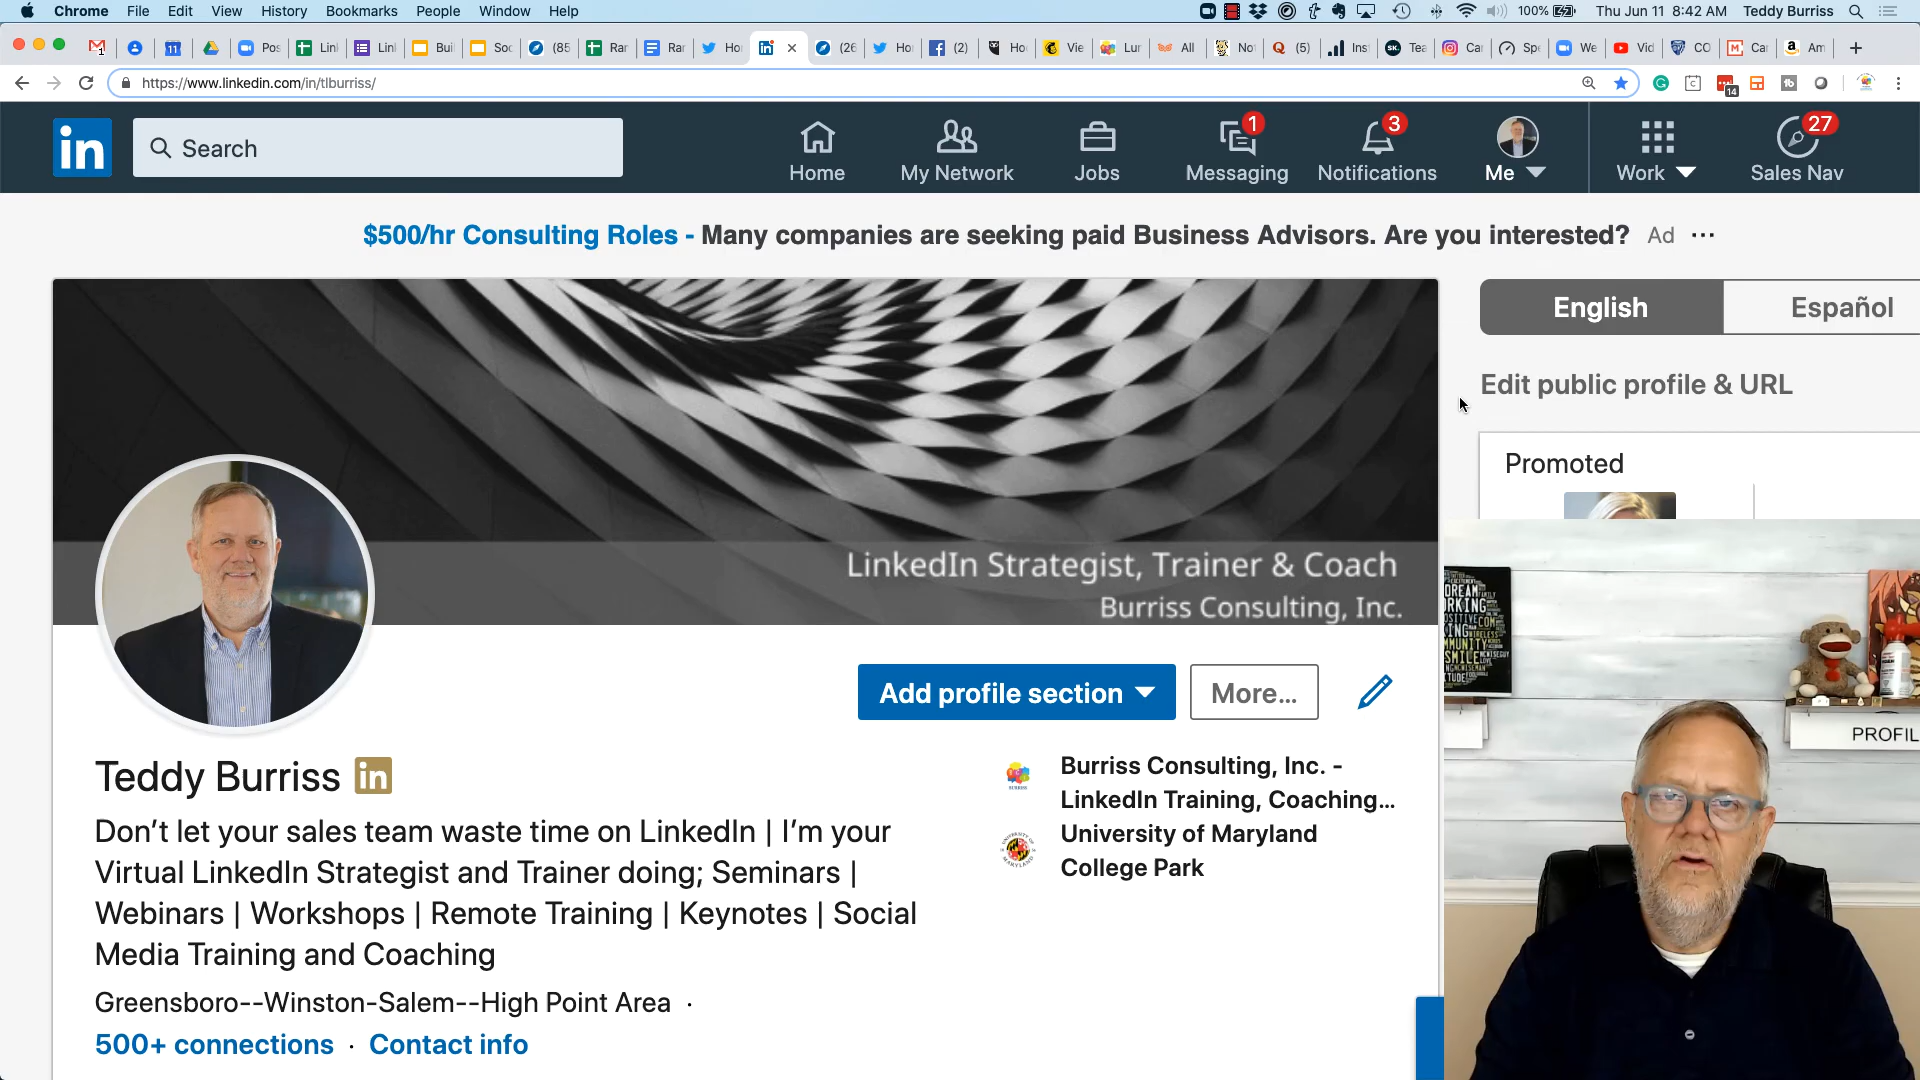 Chrome File Edit View History Bookmarks People Window Help
100% Thu Jun 11 8:42 AM Teddy Burriss
https://www.linkedin.com/in/tlburriss/
14
in Search
Home
My Network
Jobs
1
Messaging
3
Notifications
Me
Work
27
Sales Nav
$500/hr Consulting Roles - Many companies are seeking paid Business Advisors. Are you interested? Ad ...
English Español
Edit public profile & URL
Promoted
LinkedIn Strategist, Trainer & Coach
Burriss Consulting, Inc.
Add profile section More...
Teddy Burriss in
Don’t let your sales team waste time on LinkedIn | I’m your
Virtual LinkedIn Strategist and Trainer doing; Seminars |
Webinars | Workshops | Remote Training | Keynotes | Social
Media Training and Coaching
Greensboro--Winston-Salem--High Point Area ·
500+ connections · Contact info
Burriss Consulting, Inc. -
LinkedIn Training, Coaching...
University of Maryland
College Park
DREAM
SMILE
PROFIL